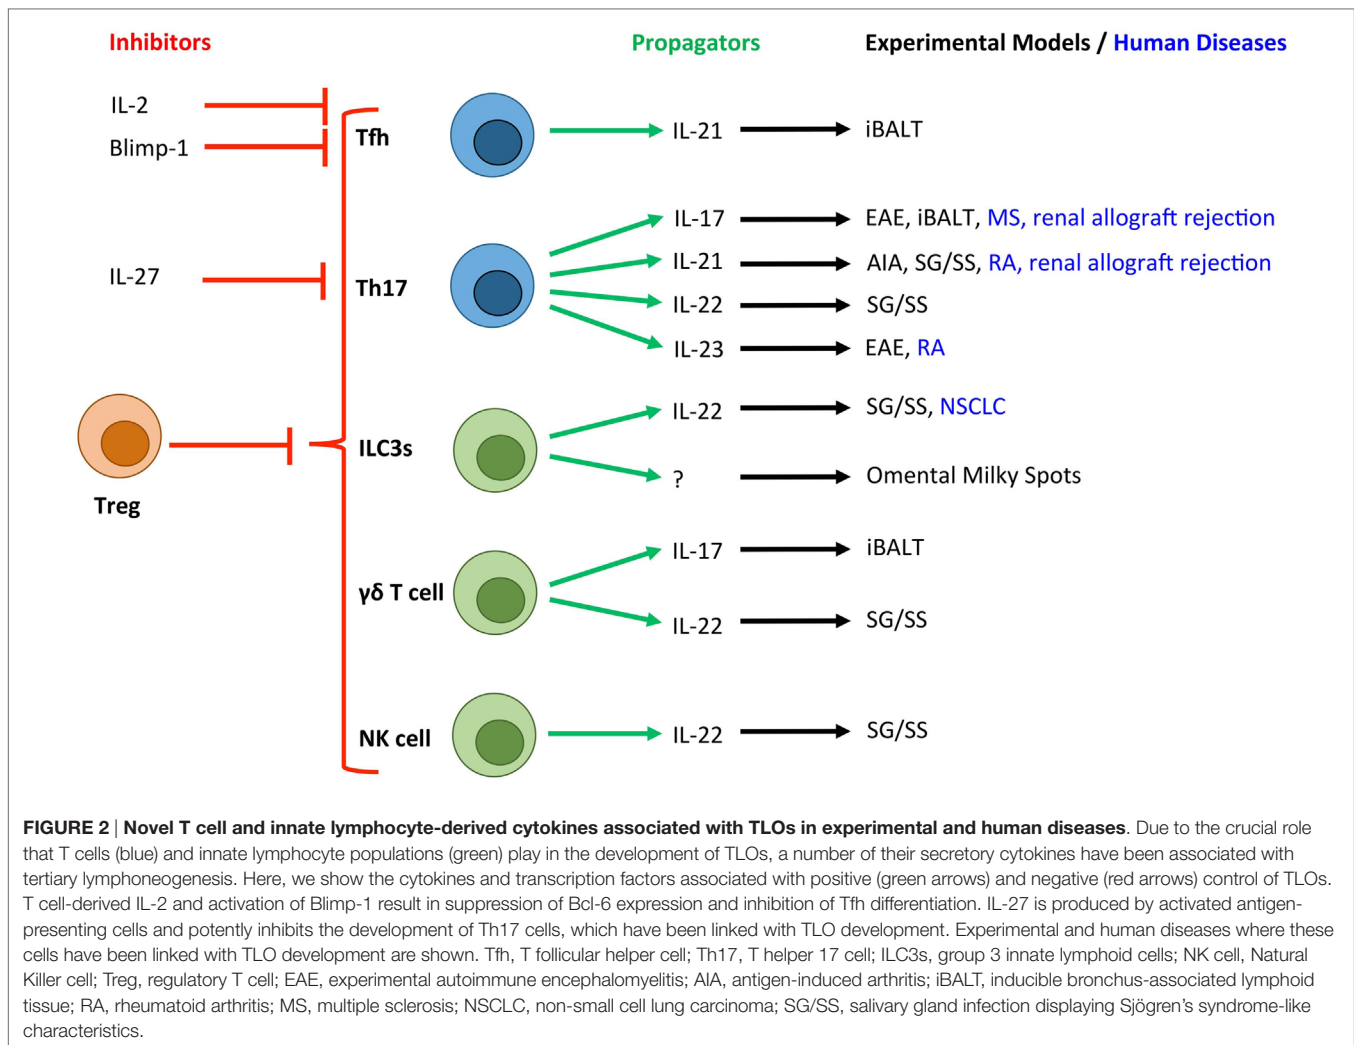 Inhibitors
Propagators
Experimental Models / Human Diseases
IL-2
Blimp-1
Tfh
IL-21
iBALT
IL-27
Th17
IL-17
EAE, iBALT, MS, renal allograft rejection
IL-21
AIA, SG/SS, RA, renal allograft rejection
IL-22
SG/SS
IL-23
EAE, RA
Treg
ILC3s
IL-22
SG/SS, NSCLC
?
Omental Milky Spots
γδ T cell
IL-17
iBALT
IL-22
SG/SS
NK cell
IL-22
SG/SS
FIGURE 2 | Novel T cell and innate lymphocyte-derived cytokines associated with TLOs in experimental and human diseases. Due to the crucial role
that T cells (blue) and innate lymphocyte populations (green) play in the development of TLOs, a number of their secretory cytokines have been associated with
tertiary lymphoneogenesis. Here, we show the cytokines and transcription factors associated with positive (green arrows) and negative (red arrows) control of TLOs.
T cell-derived IL-2 and activation of Blimp-1 result in suppression of Bcl-6 expression and inhibition of Tfh differentiation. IL-27 is produced by activated antigen-
presenting cells and potently inhibits the development of Th17 cells, which have been linked with TLO development. Experimental and human diseases where these
cells have been linked with TLO development are shown. Tfh, T follicular helper cell; Th17, T helper 17 cell; ILC3s, group 3 innate lymphoid cells; NK cell, Natural
Killer cell; Treg, regulatory T cell; EAE, experimental autoimmune encephalomyelitis; AIA, antigen-induced arthritis; iBALT, inducible bronchus-associated lymphoid
tissue; RA, rheumatoid arthritis; MS, multiple sclerosis; NSCLC, non-small cell lung carcinoma; SG/SS, salivary gland infection displaying Sjögren's syndrome-like
characteristics.